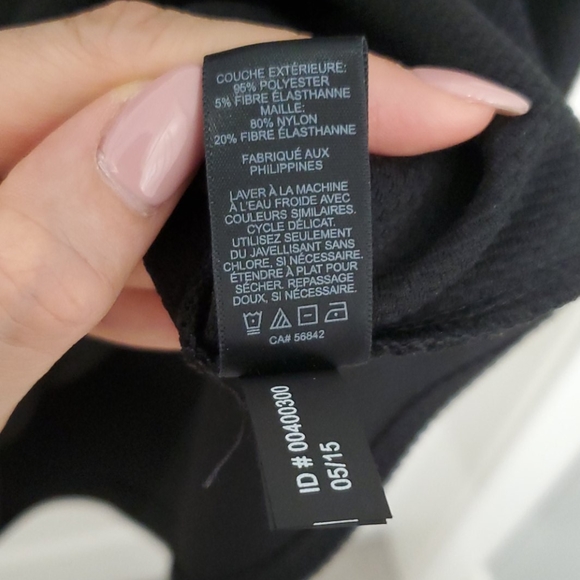 COUCHE EXTÉRIEURE:
95% POLYESTER
5% FIBRE ÉLASTHANNE
MAILLE:
80% NYLON
20% FIBRE ÉLASTHANNE
FABRIQUÉ AUX
PHILIPPINES
LAVER À LA MACHINE
À L'EAU FROIDE AVEC
COULEURS SIMILAIRES.
CYCLE DÉLICAT.
UTILISEZ SEULEMENT
DU JAVELLISANT SANS
CHLORE, SI NÉCESSAIRE.
ÉTENDRE À PLAT POUR
SÉCHER. REPASSAGE
DOUX, SI NÉCESSAIRE.
CA# 56842
ID # 00400300
05/15